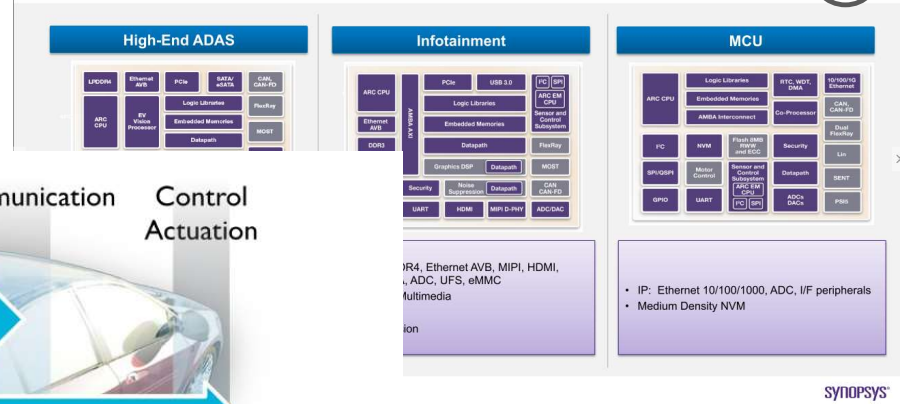 High-End ADAS
LPDDR4
Ethernet
AVB
PCIe
SATA/
eSATA
CAN,
CAN-FD
ARC
CPU
EV
Vision
Processor
Logic Libraries
Embedded Memories
Datapath
FlexRay
MOST
Infotainment
ARC CPU
Ethernet
AVB
DDR3
AMBA AXI
PCIe
USB 3.0
I²C
SPI
ARC EM
CPU
Sensor and
Control
Subsystem
Logic Libraries
Embedded Memories
Datapath
FlexRay
Graphics DSP
Datapath
MOST
Security
Noise
Suppression
Datapath
CAN
CAN-FD
UART
HDMI
MIPI D-PHY
ADC/DAC
MCU
ARC CPU
Logic Libraries
Embedded Memories
AMBA Interconnect
RTC, WDT,
DMA
Co-Processor
10/100/1G
Ethernet
CAN,
CAN-FD
Dual
FlexRay
I²C
NVM
Flash 8MB
RWW
and ECC
Security
Lin
SPI/QSPI
Motor
Control
Sensor and
Control
Subsystem
ARC EM
CPU
I²C
SPI
Datapath
SENT
GPIO
UART
ADCs
DACs
PSI5
munication
Control
Actuation
DR4, Ethernet AVB, MIPI, HDMI,
, ADC, UFS, eMMC
Multimedia
ion
• IP: Ethernet 10/100/1000, ADC, I/F peripherals
• Medium Density NVM
SYNOPSYS®